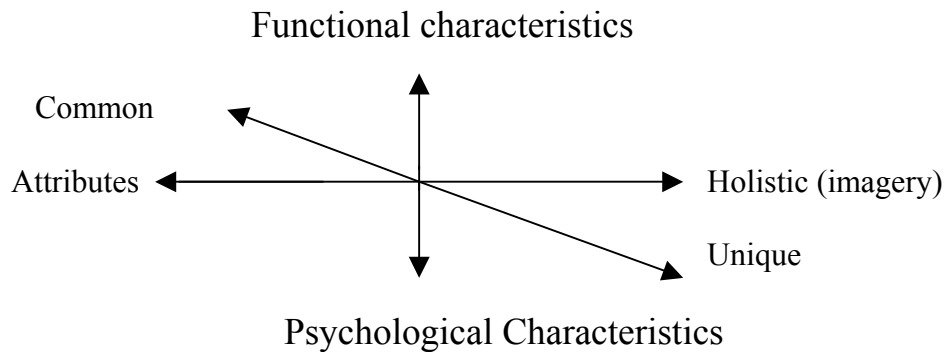 Functional characteristics
Common
Attributes
Holistic (imagery)
Unique
Psychological Characteristics